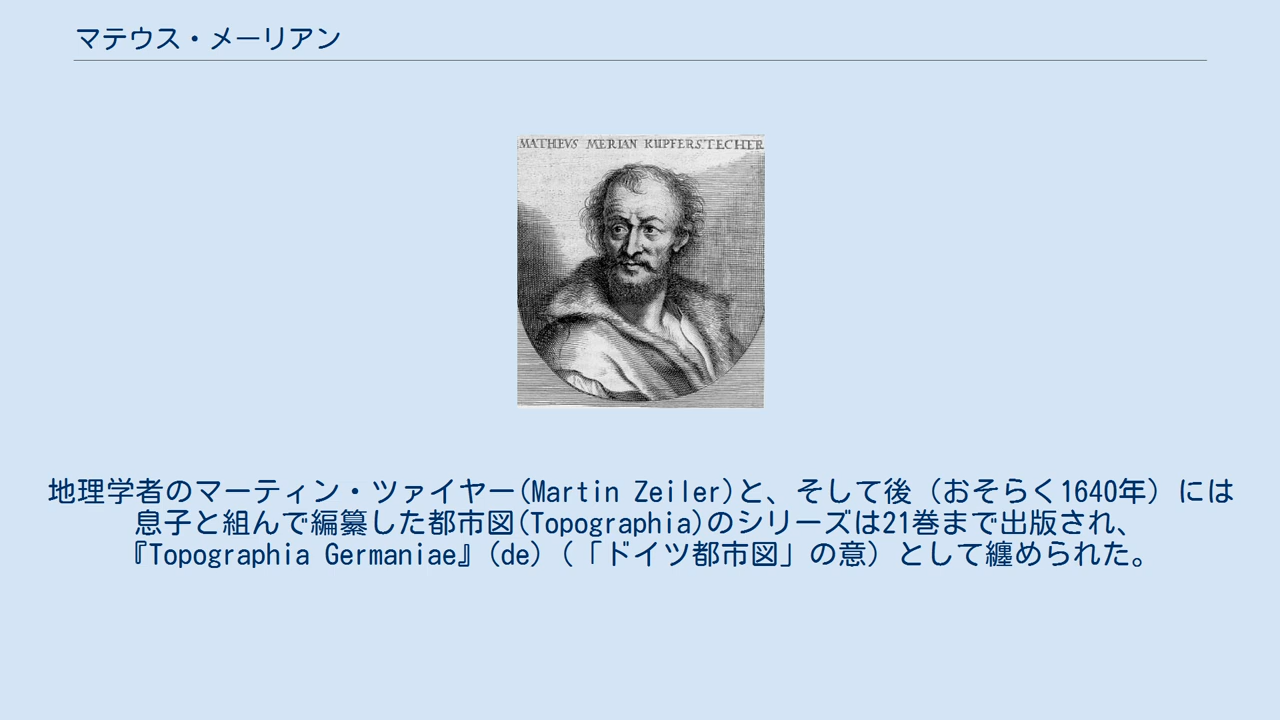 マテウス・メーリアン
MATHEVS MERIAN KUPFERSTECHER
地理学者のマーティン・ツァイヤー(Martin Zeiler)と、そして後（おそらく1640年）には
息子と組んで編纂した都市図(Topographia)のシリーズは21巻まで出版され、
『Topographia Germaniae』(de)（「ドイツ都市図」の意）として纏められた。